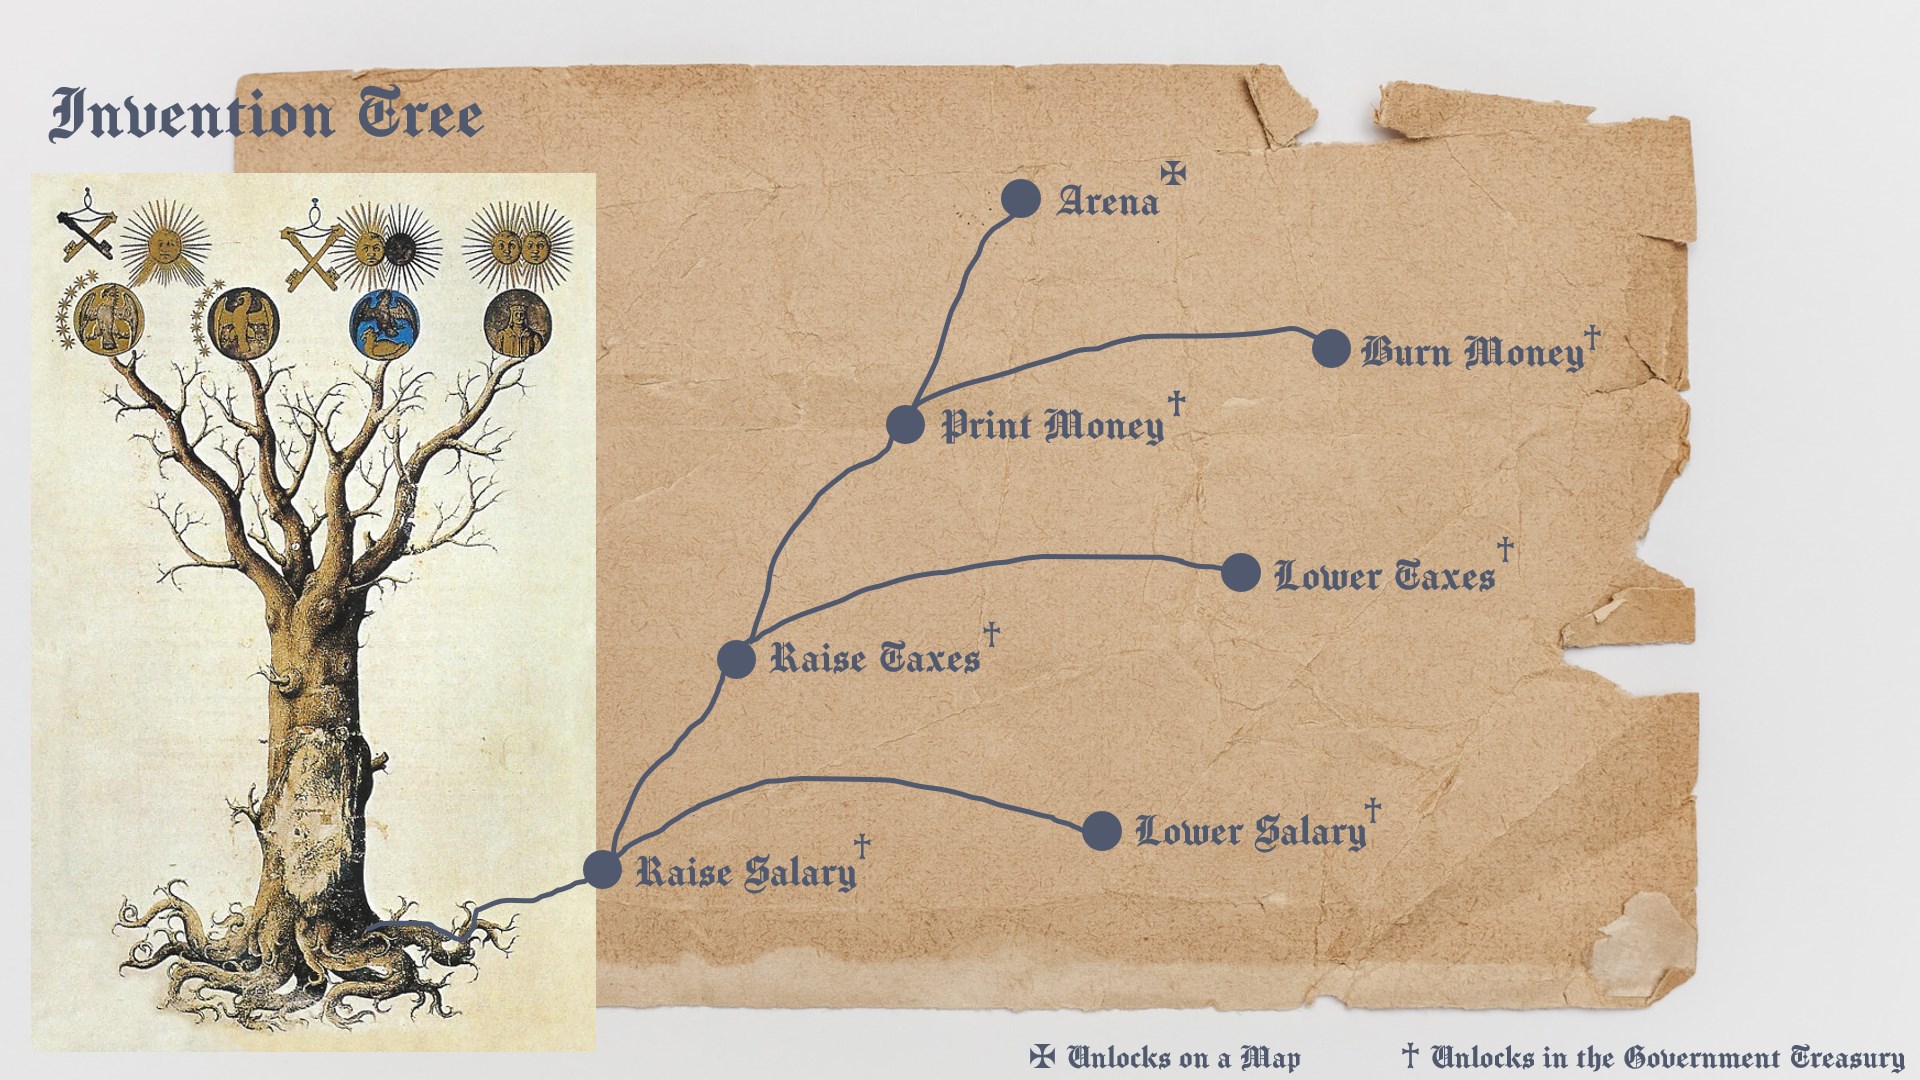 Invention Tree
Arena✠
Burn Money†
Print Money†
Lower Taxes†
Raise Taxes†
Lower Salary†
Raise Salary†
✠ Unlocks on a Map
† Unlocks in the Government Treasury